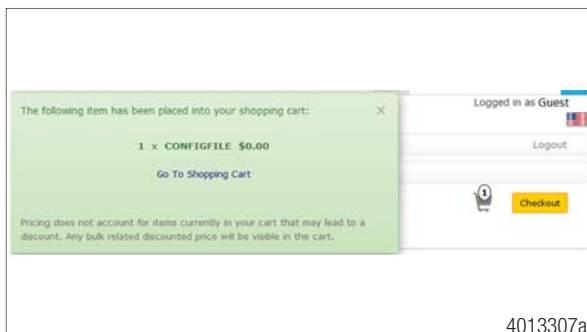 The following item has been placed into your shopping cart:
×
1 x CONFIGFILE $0.00
Go To Shopping Cart
Pricing does not account for items currently in your cart that may lead to a
discount. Any bulk related discounted price will be visible in the cart.
Logged in as Guest
Logout
1
Checkout
4013307a